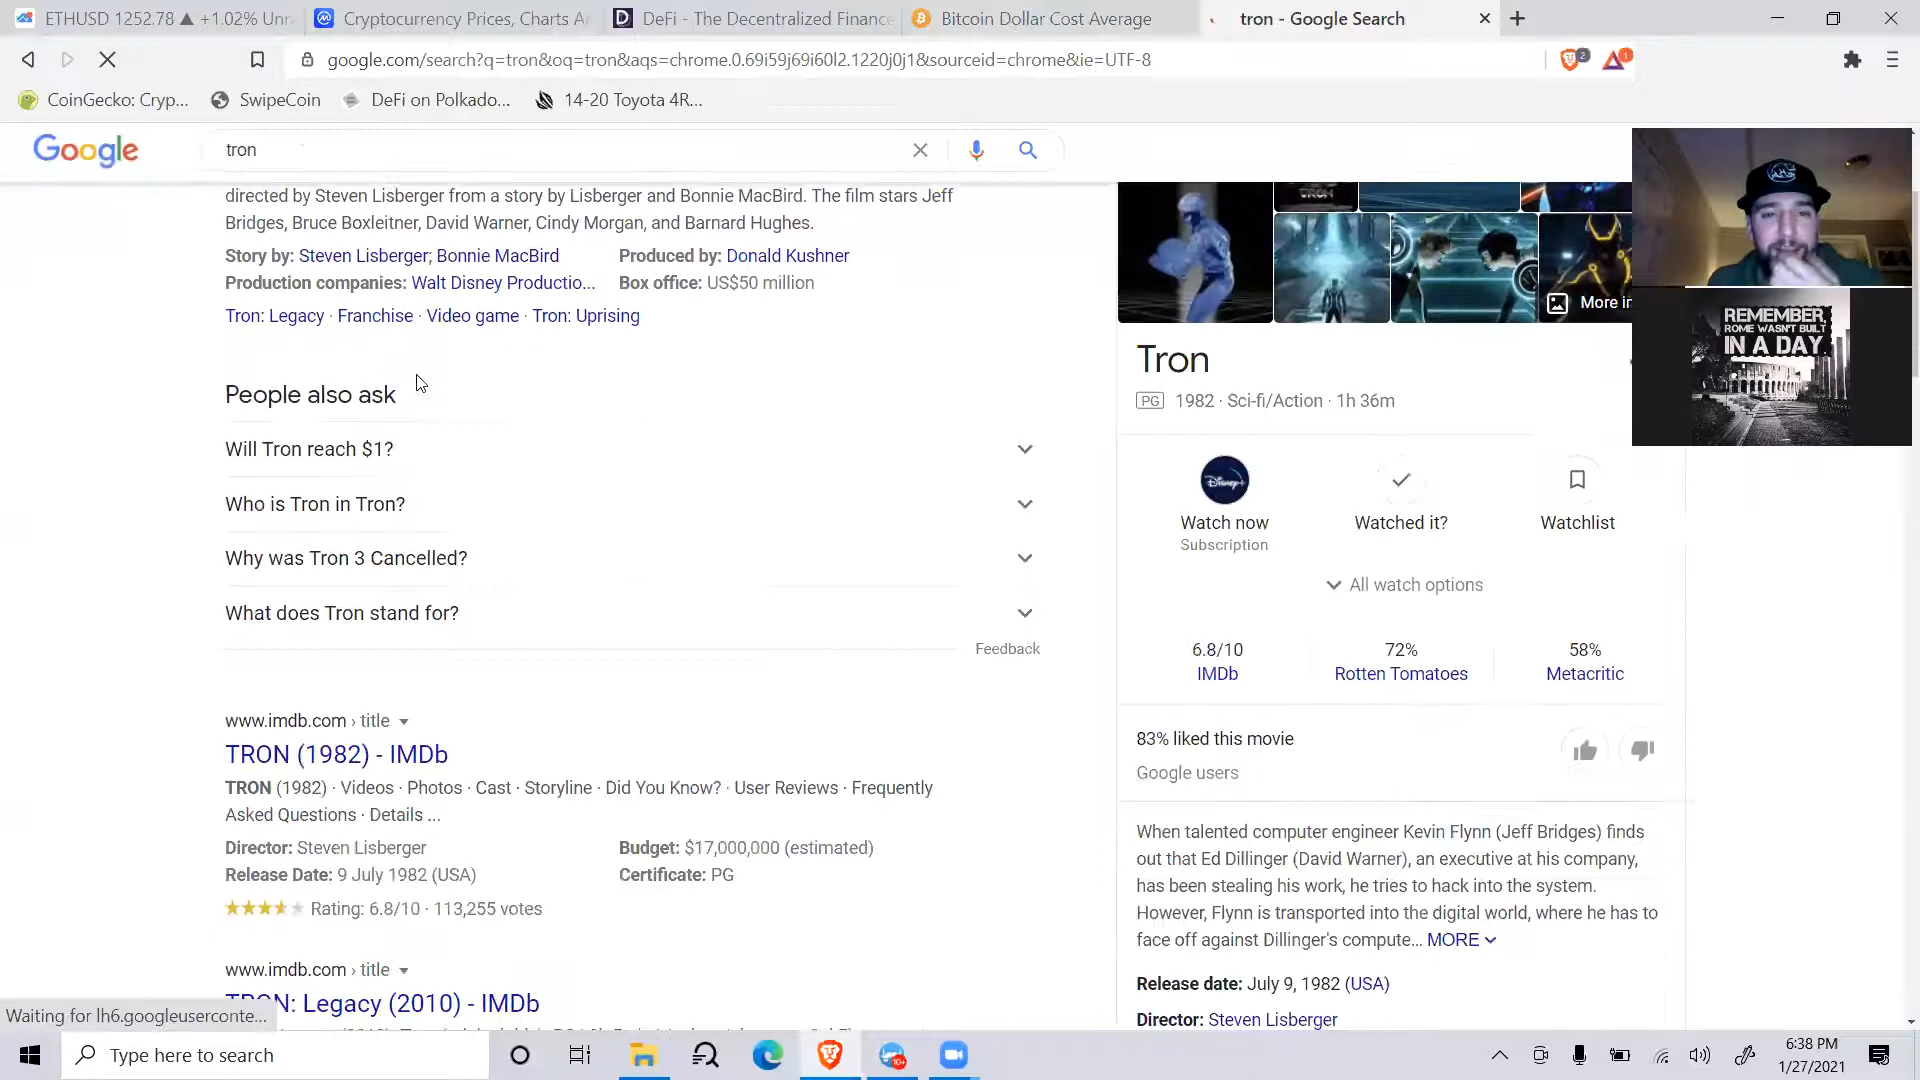 ETHUSD 1252.78 ▲ +1.02% Unr
Cryptocurrency Prices, Charts A
DeFi - The Decentralized Finance
Bitcoin Dollar Cost Average
tron - Google Search
google.com/search?q=tron&oq=tron&aqs=chrome.0.69i59j69i60l2.1220j0j1&sourceid=chrome&ie=UTF-8
2
1
CoinGecko: Cryp...
SwipeCoin
DeFi on Polkado...
14-20 Toyota 4R...
Google
tron
directed by Steven Lisberger from a story by Lisberger and Bonnie MacBird. The film stars Jeff
Bridges, Bruce Boxleitner, David Warner, Cindy Morgan, and Barnard Hughes.
Story by: Steven Lisberger; Bonnie MacBird
Produced by: Donald Kushner
Production companies: Walt Disney Productio...
Box office: US$50 million
Tron: Legacy · Franchise · Video game · Tron: Uprising
People also ask
Will Tron reach $1?
Who is Tron in Tron?
Why was Tron 3 Cancelled?
What does Tron stand for?
Feedback
www.imdb.com › title
TRON (1982) - IMDb
TRON (1982) · Videos · Photos · Cast · Storyline · Did You Know? · User Reviews · Frequently
Asked Questions · Details ...
Director: Steven Lisberger
Budget: $17,000,000 (estimated)
Release Date: 9 July 1982 (USA)
Certificate: PG
Rating: 6.8/10 · 113,255 votes
www.imdb.com › title
TRON: Legacy (2010) - IMDb
Waiting for lh6.googleuserconte...
TRON
More in
REMEMBER,
ROME WASN'T BUILT
IN A DAY
Tron
PG 1982 · Sci-fi/Action · 1h 36m
Disney+
Watch now
Subscription
Watched it?
Watchlist
All watch options
6.8/10
IMDb
72%
Rotten Tomatoes
58%
Metacritic
83% liked this movie
Google users
When talented computer engineer Kevin Flynn (Jeff Bridges) finds
out that Ed Dillinger (David Warner), an executive at his company,
has been stealing his work, he tries to hack into the system.
However, Flynn is transported into the digital world, where he has to
face off against Dillinger's compute... MORE
Release date: July 9, 1982 (USA)
Director: Steven Lisberger
Type here to search
10+
6:38 PM
1/27/2021